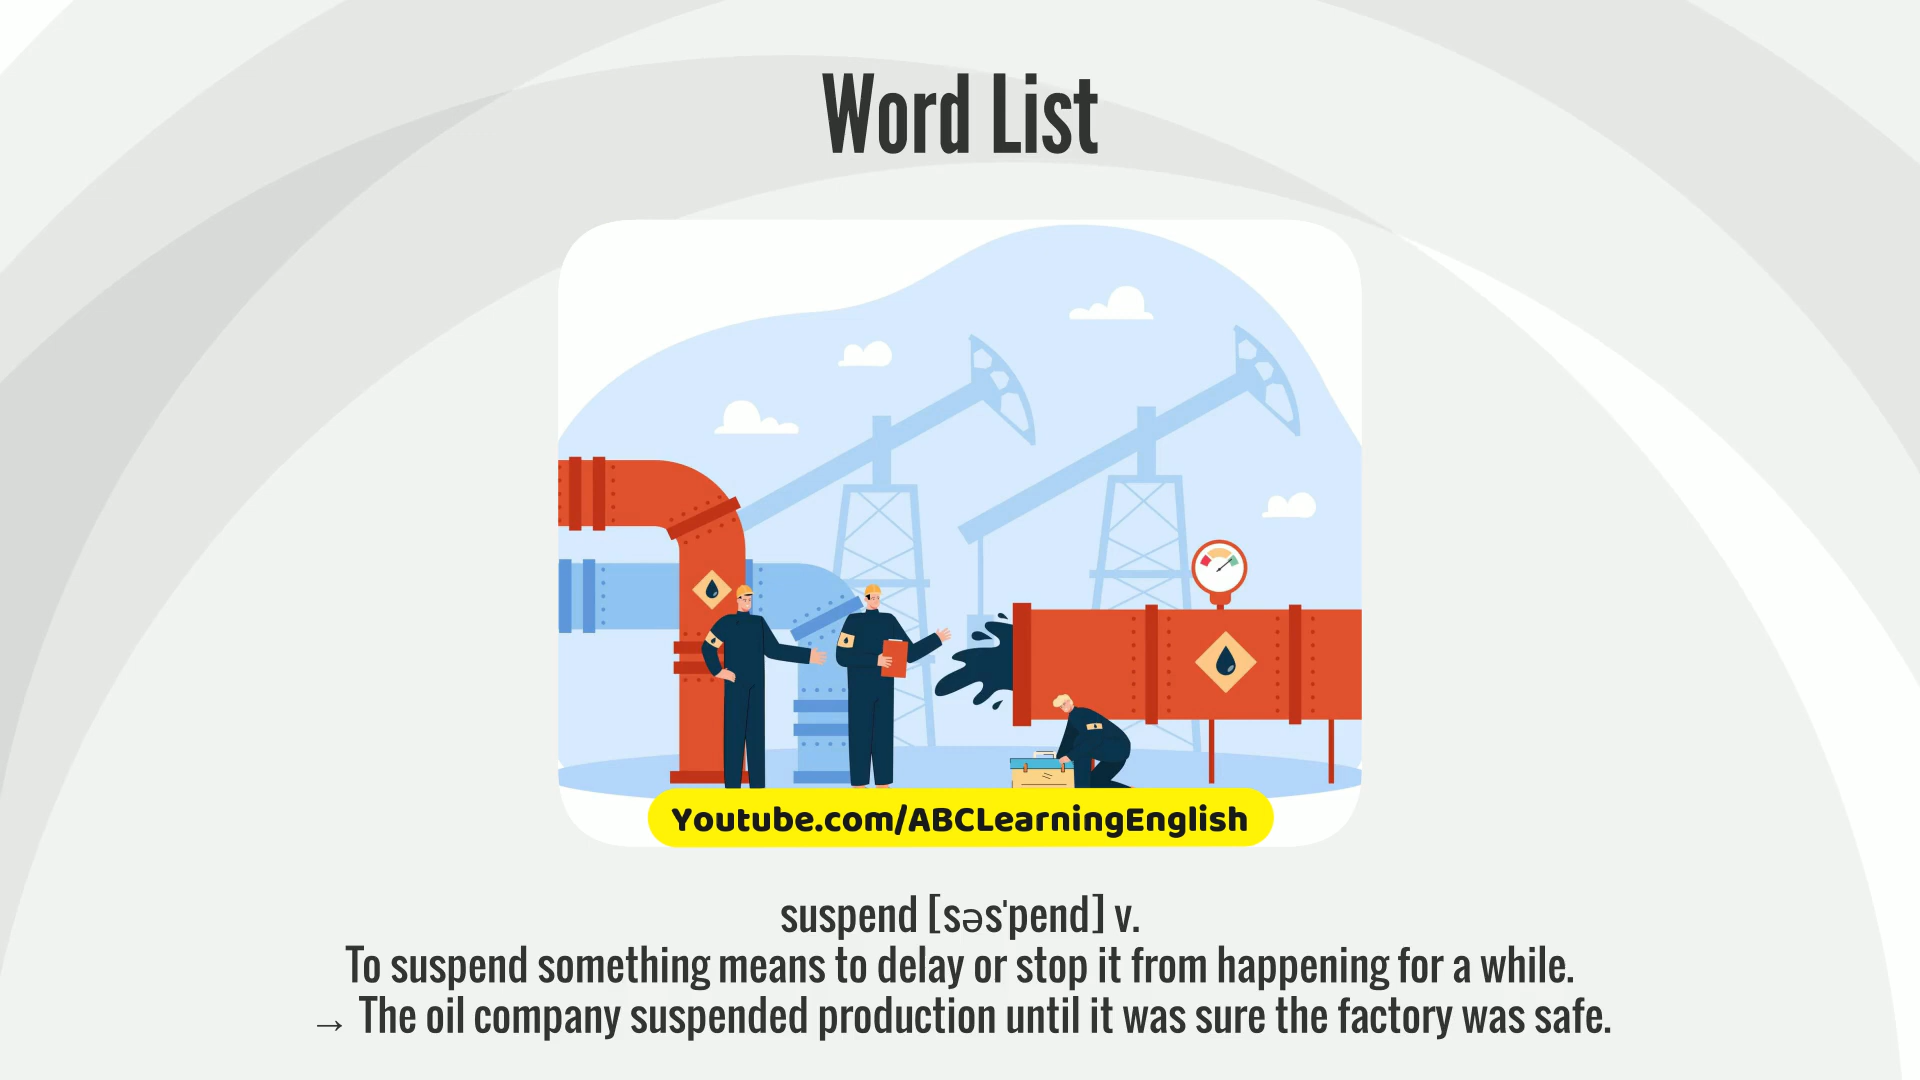 Word List
Youtube.com/ABCLearningEnglish
suspend [səsˈpend] v.
To suspend something means to delay or stop it from happening for a while.
→ The oil company suspended production until it was sure the factory was safe.